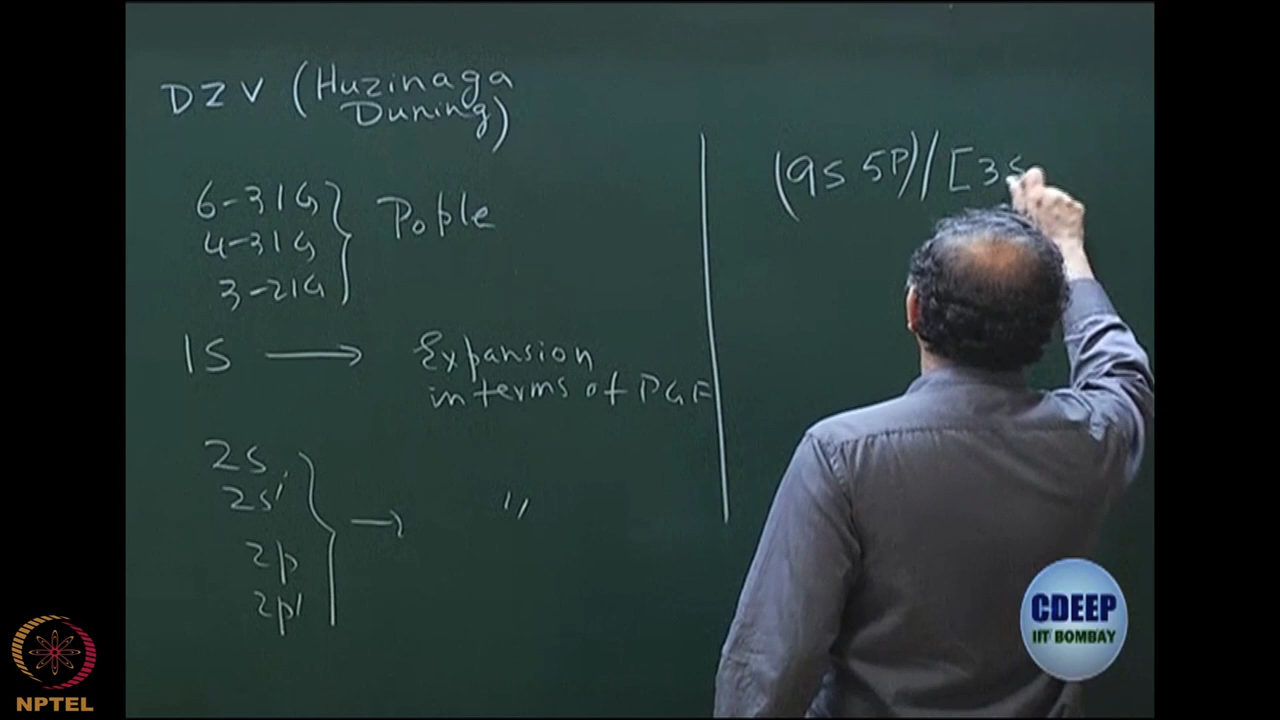 DZV (Huzinaga
Duning)
6-31G
4-31G
3-21G
Pople
1S → Expansion
in terms of PGF
2s
2s'
2p
2p'
→ "
(9s 5P)/[3s
CDEEP
IIT BOMBAY
NPTEL